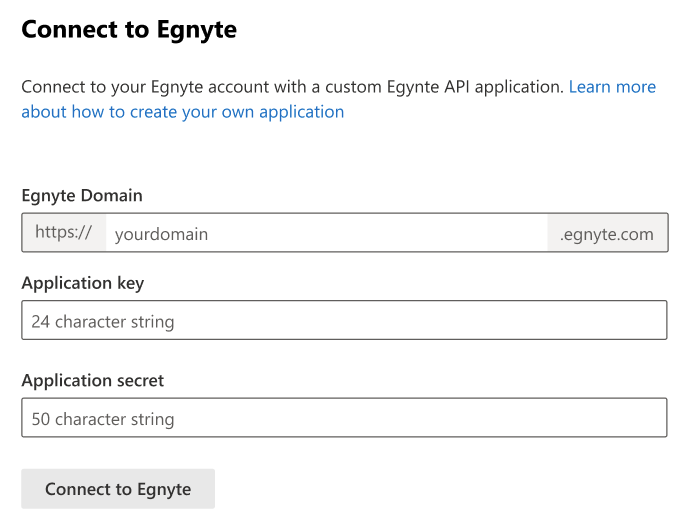 Connect to Egnyte
Connect to your Egnyte account with a custom Egynte API application. Learn more
about how to create your own application
Egnyte Domain
https:// yourdomain .egnyte.com
Application key
24 character string
Application secret
50 character string
Connect to Egnyte